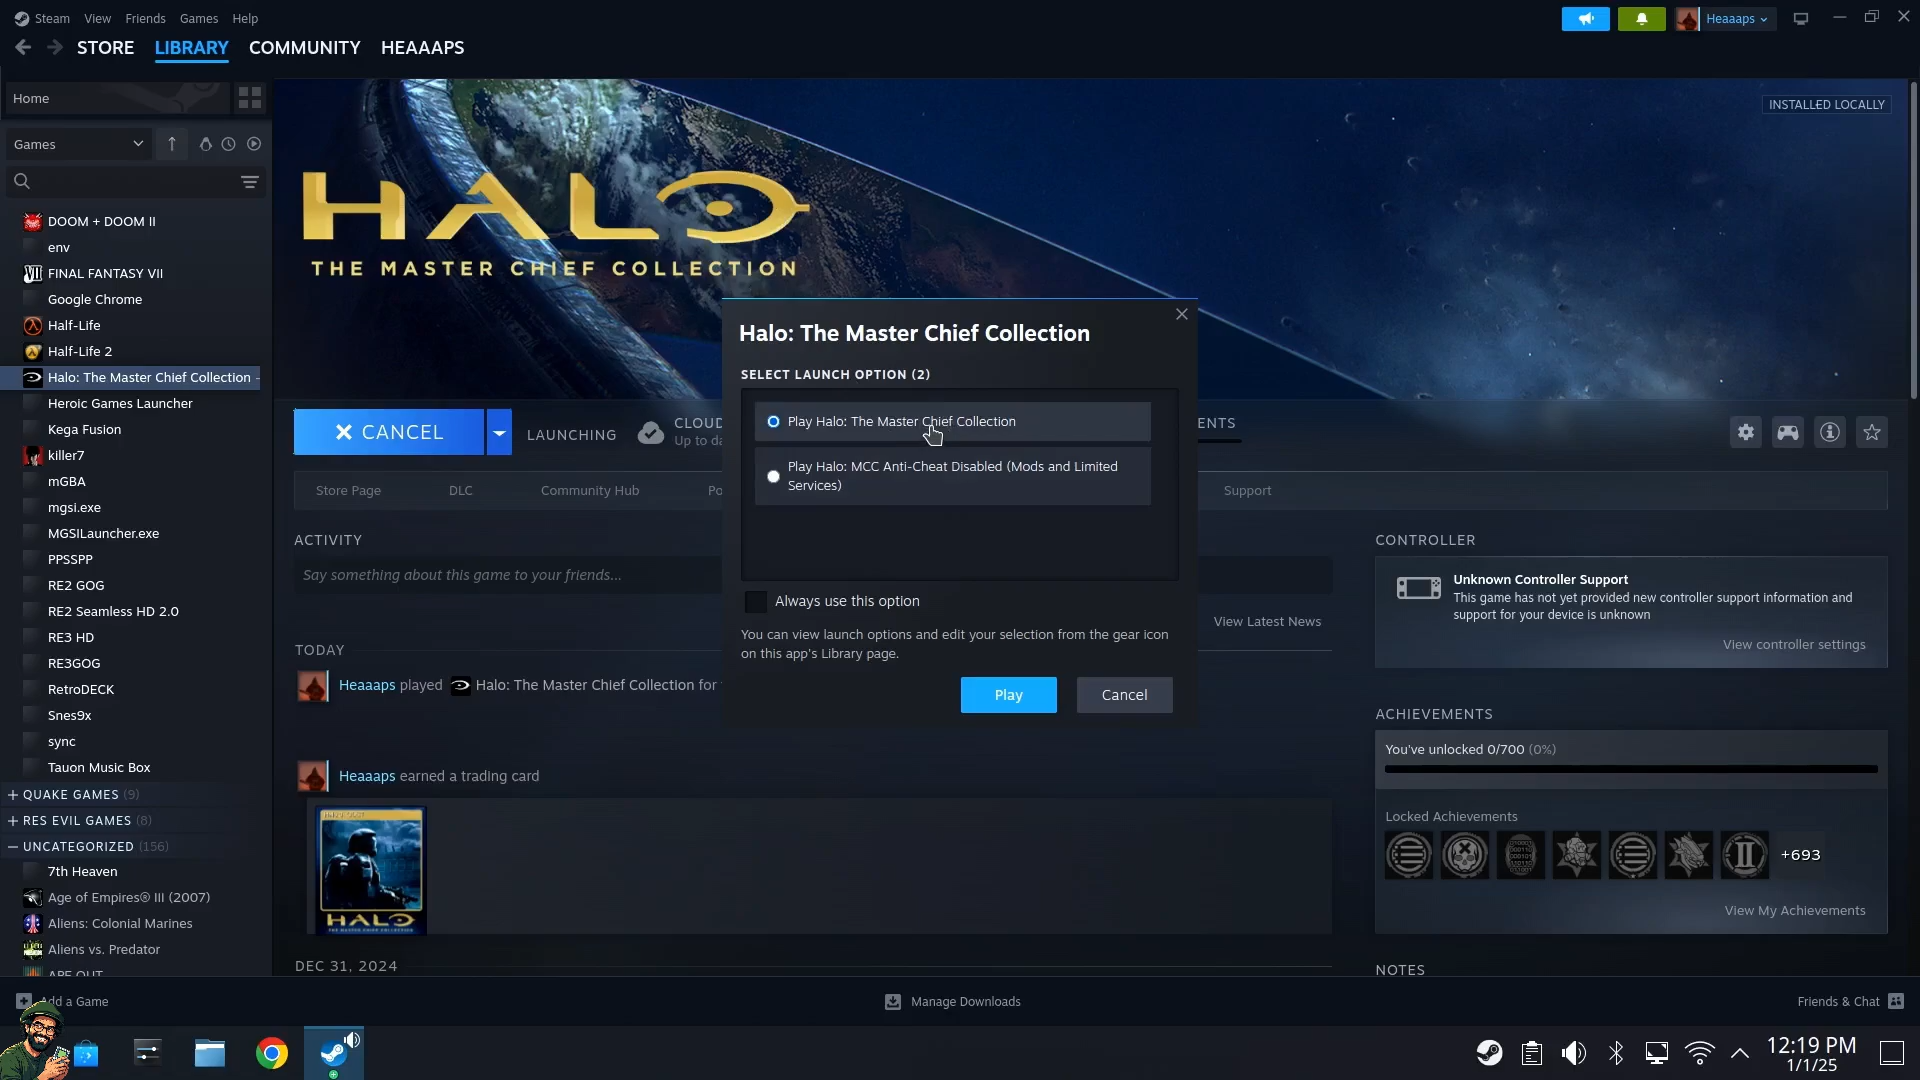 Steam View Friends Games Help
Heaaaps
STORE LIBRARY COMMUNITY HEAAAPS
Home
INSTALLED LOCALLY
Games
HALO
THE MASTER CHIEF COLLECTION
DOOM + DOOM II
env
FINAL FANTASY VII
Google Chrome
Half-Life
Half-Life 2
Halo: The Master Chief Collection -
Heroic Games Launcher
Kega Fusion
killer7
mGBA
mgsi.exe
MGSILauncher.exe
PPSSPP
RE2 GOG
RE2 Seamless HD 2.0
RE3 HD
RE3GOG
RetroDECK
Snes9x
sync
Tauon Music Box
QUAKE GAMES (9)
RES EVIL GAMES (8)
UNCATEGORIZED (156)
7th Heaven
Age of Empires® III (2007)
Aliens: Colonial Marines
Aliens vs. Predator
APE OUT
Halo: The Master Chief Collection
SELECT LAUNCH OPTION (2)
Play Halo: The Master Chief Collection
Play Halo: MCC Anti-Cheat Disabled (Mods and Limited
Services)
Always use this option
You can view launch options and edit your selection from the gear icon
on this app's Library page.
Play Cancel
CANCEL
LAUNCHING
CLOUD
Up to da
ENTS
Store Page DLC Community Hub Po Support
ACTIVITY
Say something about this game to your friends...
View Latest News
TODAY
Heaaaps played Halo: The Master Chief Collection for
Heaaaps earned a trading card
HALO
DEC 31, 2024
CONTROLLER
Unknown Controller Support
This game has not yet provided new controller support information and
support for your device is unknown
View controller settings
ACHIEVEMENTS
You've unlocked 0/700 (0%)
Locked Achievements
+693
View My Achievements
NOTES
Add a Game
Manage Downloads
Friends & Chat
12:19 PM
1/1/25